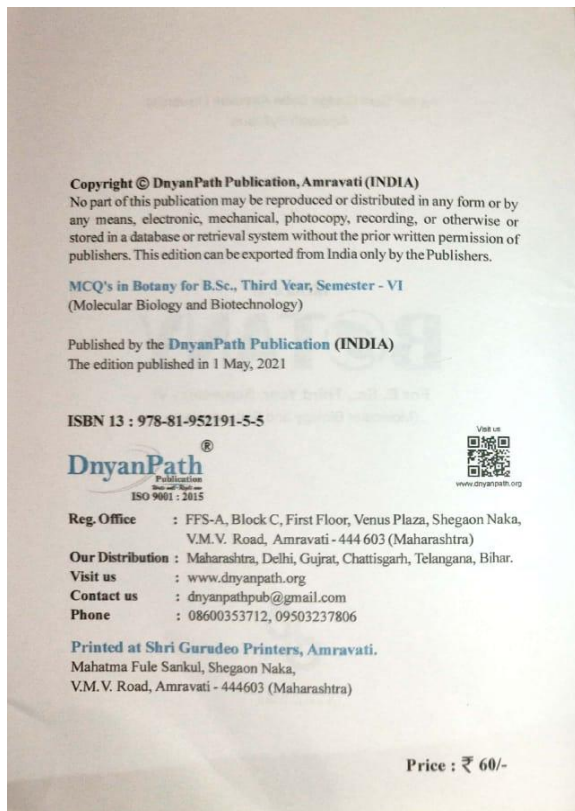 Copyright © DnyanPath Publication, Amravati (INDIA)
No part of this publication may be reproduced or distributed in any form or by
any means, electronic, mechanical, photocopy, recording, or otherwise or
stored in a database or retrieval system without the prior written permission of
publishers. This edition can be exported from India only by the Publishers.
MCQ's in Botany for B.Sc., Third Year, Semester - VI
(Molecular Biology and Biotechnology)
Published by the DnyanPath Publication (INDIA)
The edition published in 1 May, 2021
ISBN 13 : 978-81-952191-5-5
Visit us
www.dnyanpath.org
DnyanPath ®
Publication
ISO 9001 : 2015
Reg. Office : FFS-A, Block C, First Floor, Venus Plaza, Shegaon Naka,
V.M.V. Road, Amravati - 444 603 (Maharashtra)
Our Distribution : Maharashtra, Delhi, Gujrat, Chattisgarh, Telangana, Bihar.
Visit us : www.dnyanpath.org
Contact us : dnyanpathpub@gmail.com
Phone : 08600353712, 09503237806
Printed at Shri Gurudeo Printers, Amravati.
Mahatma Fule Sankul, Shegaon Naka,
V.M.V. Road, Amravati - 444603 (Maharashtra)
Price : ₹ 60/-